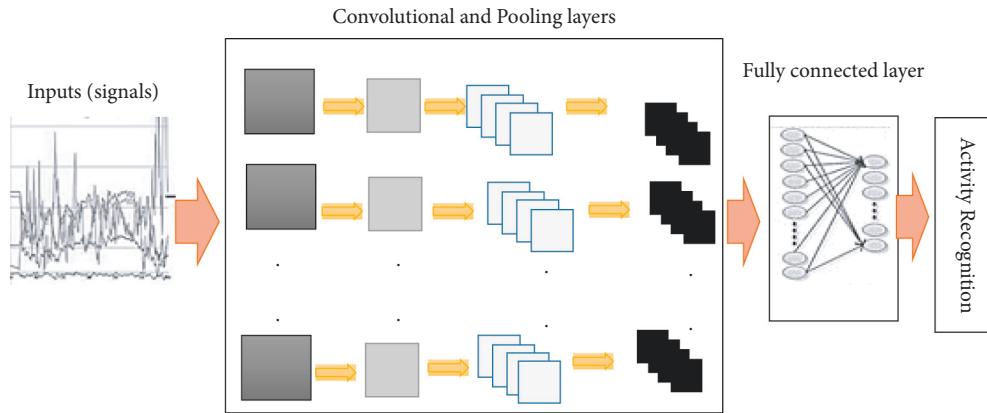 Convolutional and Pooling layers
Inputs (signals)
Fully connected layer
Activity Recognition